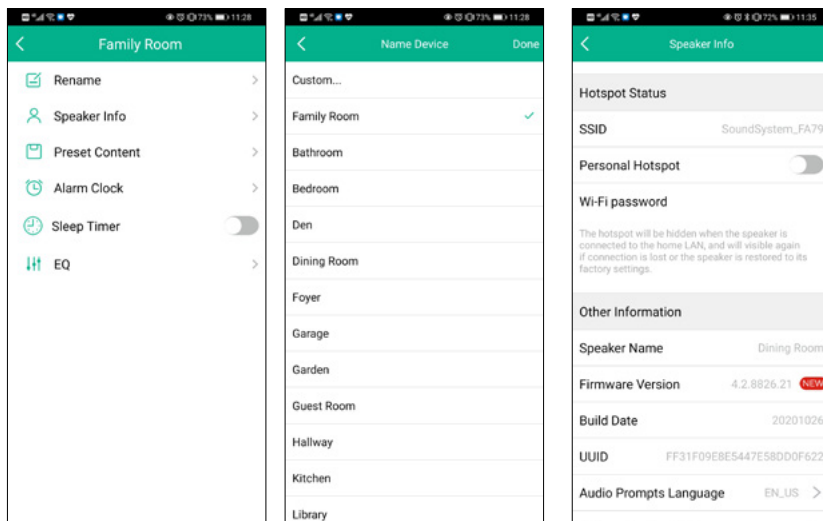 73% 11:28
Family Room
Rename
Speaker Info
Preset Content
Alarm Clock
Sleep Timer
EQ
73% 11:28
Name Device Done
Custom...
Family Room
Bathroom
Bedroom
Den
Dining Room
Foyer
Garage
Garden
Guest Room
Hallway
Kitchen
Library
72% 11:35
Speaker Info
Hotspot Status
SSID SoundSystem_FA79
Personal Hotspot
Wi-Fi password
The hotspot will be hidden when the speaker is
connected to the home LAN, and will visible again
if connection is lost or the speaker is restored to its
factory settings.
Other Information
Speaker Name Dining Room
Firmware Version 4.2.8826.21 NEW
Build Date 20201026
UUID FF31F09E8E5447E58DD0F622
Audio Prompts Language EN_US